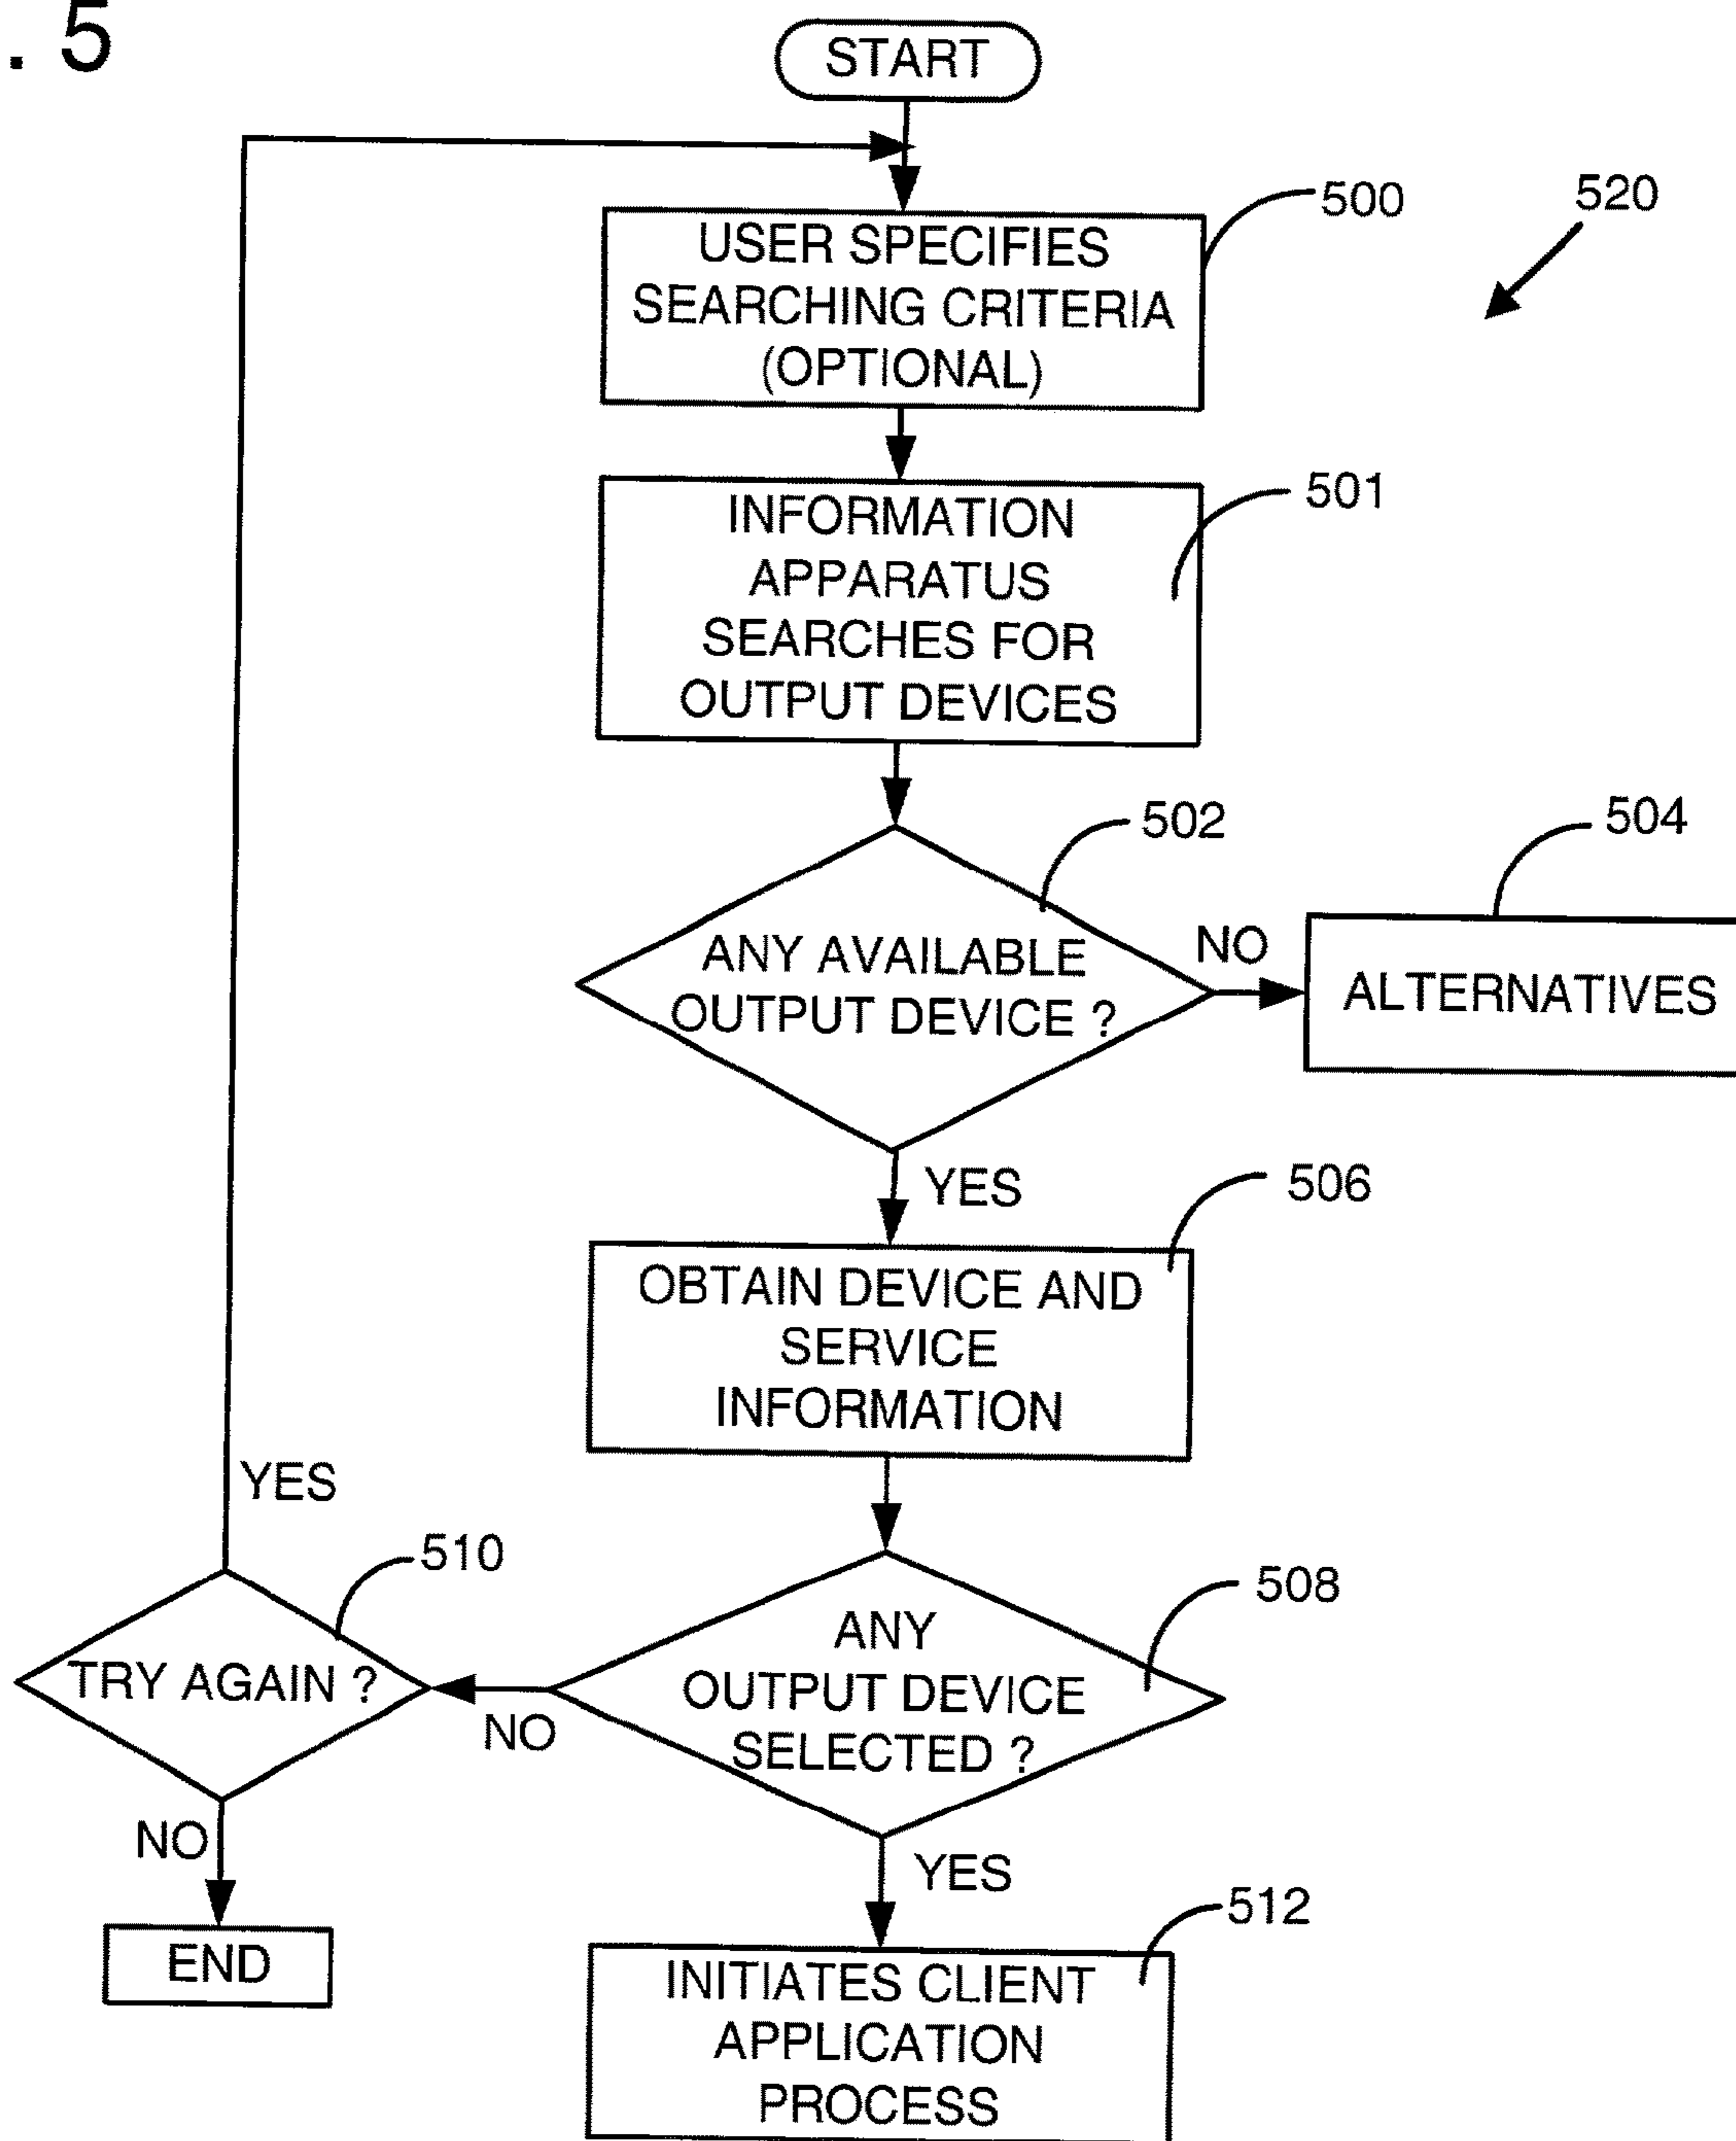 . 5
START
500
520
USER SPECIFIES
SEARCHING CRITERIA
(OPTIONAL)
501
INFORMATION
APPARATUS
SEARCHES FOR
OUTPUT DEVICES
502
504
ANY AVAILABLE
OUTPUT DEVICE ?
NO
ALTERNATIVES
YES
506
OBTAIN DEVICE AND
SERVICE
INFORMATION
YES
510
508
TRY AGAIN ?
NO
ANY
OUTPUT DEVICE
SELECTED ?
NO
YES
512
END
INITIATES CLIENT
APPLICATION
PROCESS